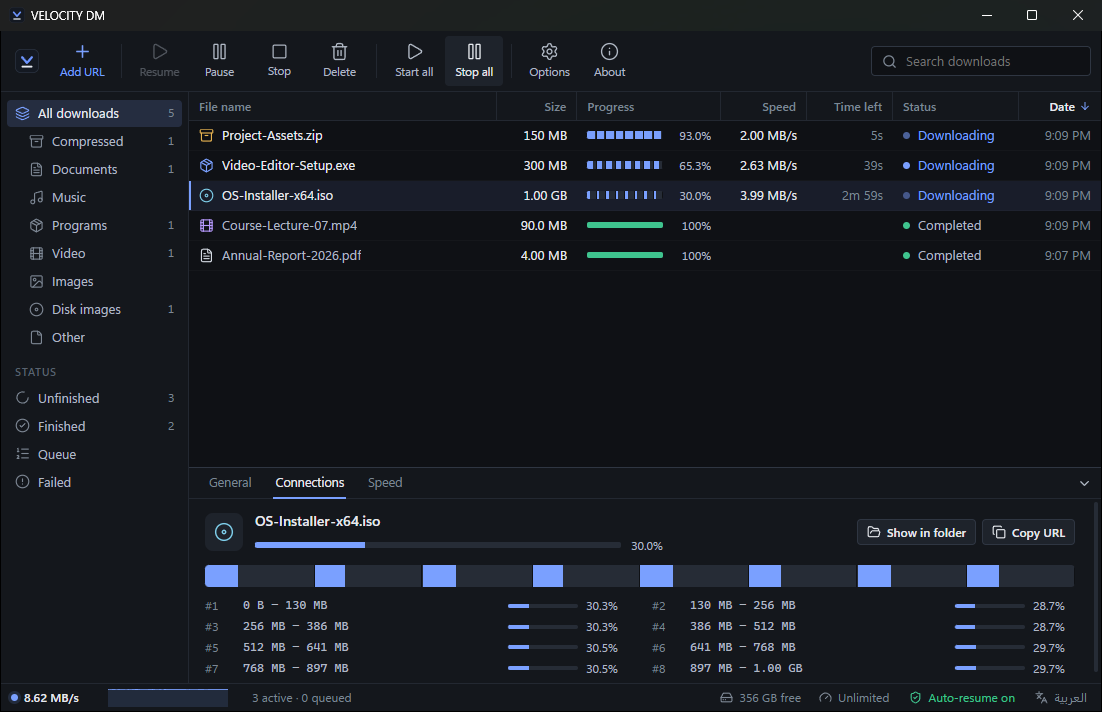 VELOCITY DM
Add URL Resume Pause Stop Delete Start all Stop all Options About Search downloads
All downloads 5
Compressed 1
Documents 1
Music
Programs 1
Video 1
Images
Disk images 1
Other
STATUS
Unfinished 3
Finished 2
Queue
Failed
File name Size Progress Speed Time left Status Date
Project-Assets.zip 150 MB 93.0% 2.00 MB/s 5s Downloading 9:09 PM
Video-Editor-Setup.exe 300 MB 65.3% 2.63 MB/s 39s Downloading 9:09 PM
OS-Installer-x64.iso 1.00 GB 30.0% 3.99 MB/s 2m 59s Downloading 9:09 PM
Course-Lecture-07.mp4 90.0 MB 100% Completed 9:09 PM
Annual-Report-2026.pdf 4.00 MB 100% Completed 9:07 PM
General Connections Speed
OS-Installer-x64.iso
30.0%
Show in folder Copy URL
#1 0 B – 130 MB 30.3% #2 130 MB – 256 MB 28.7%
#3 256 MB – 386 MB 30.3% #4 386 MB – 512 MB 28.7%
#5 512 MB – 641 MB 30.5% #6 641 MB – 768 MB 29.7%
#7 768 MB – 897 MB 30.5% #8 897 MB – 1.00 GB 29.7%
8.62 MB/s 3 active · 0 queued 356 GB free Unlimited Auto-resume on العربية